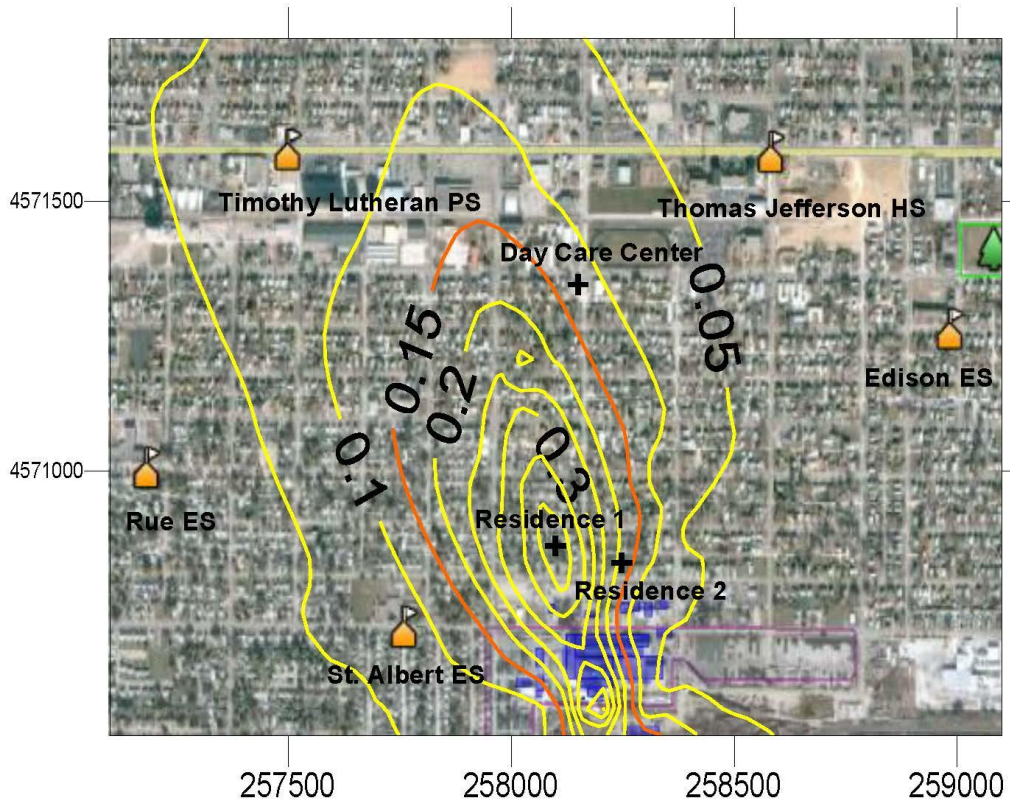 4571500
Timothy Lutheran PS
Thomas Jefferson HS
Day Care Center
0.05
0.15
0.2
Edison ES
0.1
0.3
4571000
Rue ES
Residence 1
Residence 2
St. Albert ES
257500
258000
258500
259000